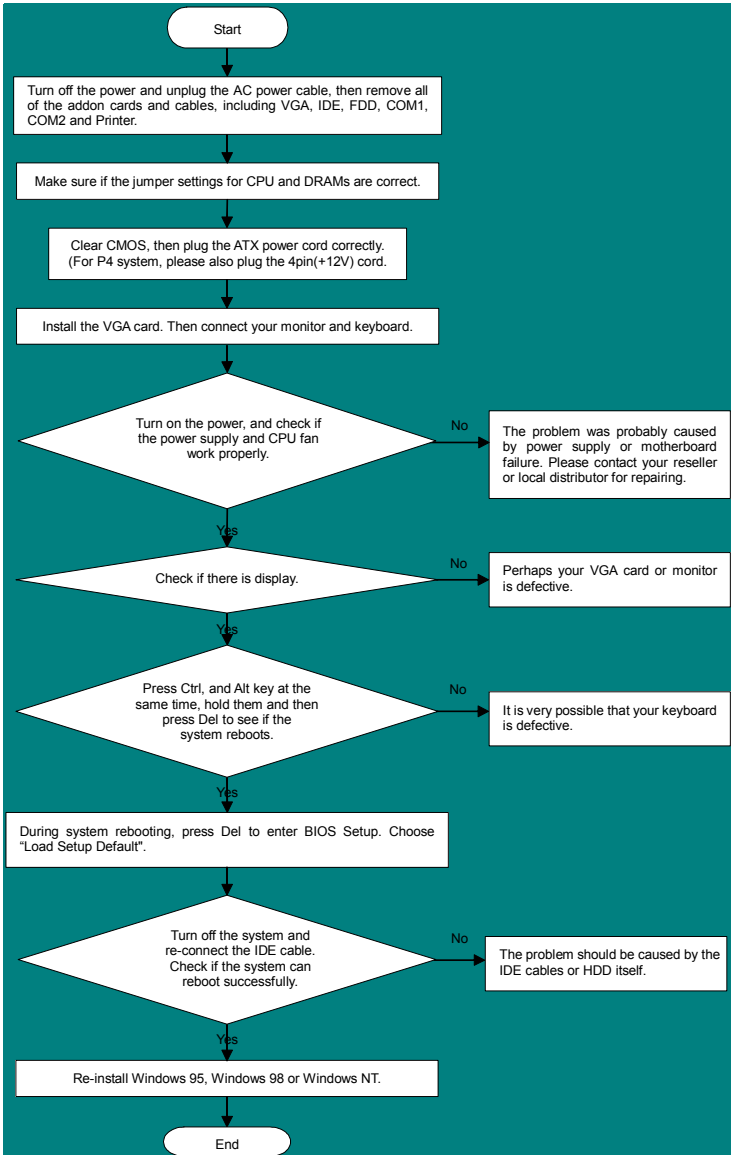 Start
Turn off the power and unplug the AC power cable, then remove all
of the addon cards and cables, including VGA, IDE, FDD, COM1,
COM2 and Printer.
Make sure if the jumper settings for CPU and DRAMs are correct.
Clear CMOS, then plug the ATX power cord correctly.
(For P4 system, please also plug the 4pin(+12V) cord.
Install the VGA card. Then connect your monitor and keyboard.
Turn on the power, and check if
the power supply and CPU fan
work properly.
No
The problem was probably caused
by power supply or motherboard
failure. Please contact your reseller
or local distributor for repairing.
Yes
Check if there is display.
No
Perhaps your VGA card or monitor
is defective.
Yes
Press Ctrl, and Alt key at the
same time, hold them and then
press Del to see if the
system reboots.
No
It is very possible that your keyboard
is defective.
Yes
During system rebooting, press Del to enter BIOS Setup. Choose
“Load Setup Default".
Turn off the system and
re-connect the IDE cable.
Check if the system can
reboot successfully.
No
The problem should be caused by the
IDE cables or HDD itself.
Yes
Re-install Windows 95, Windows 98 or Windows NT.
End